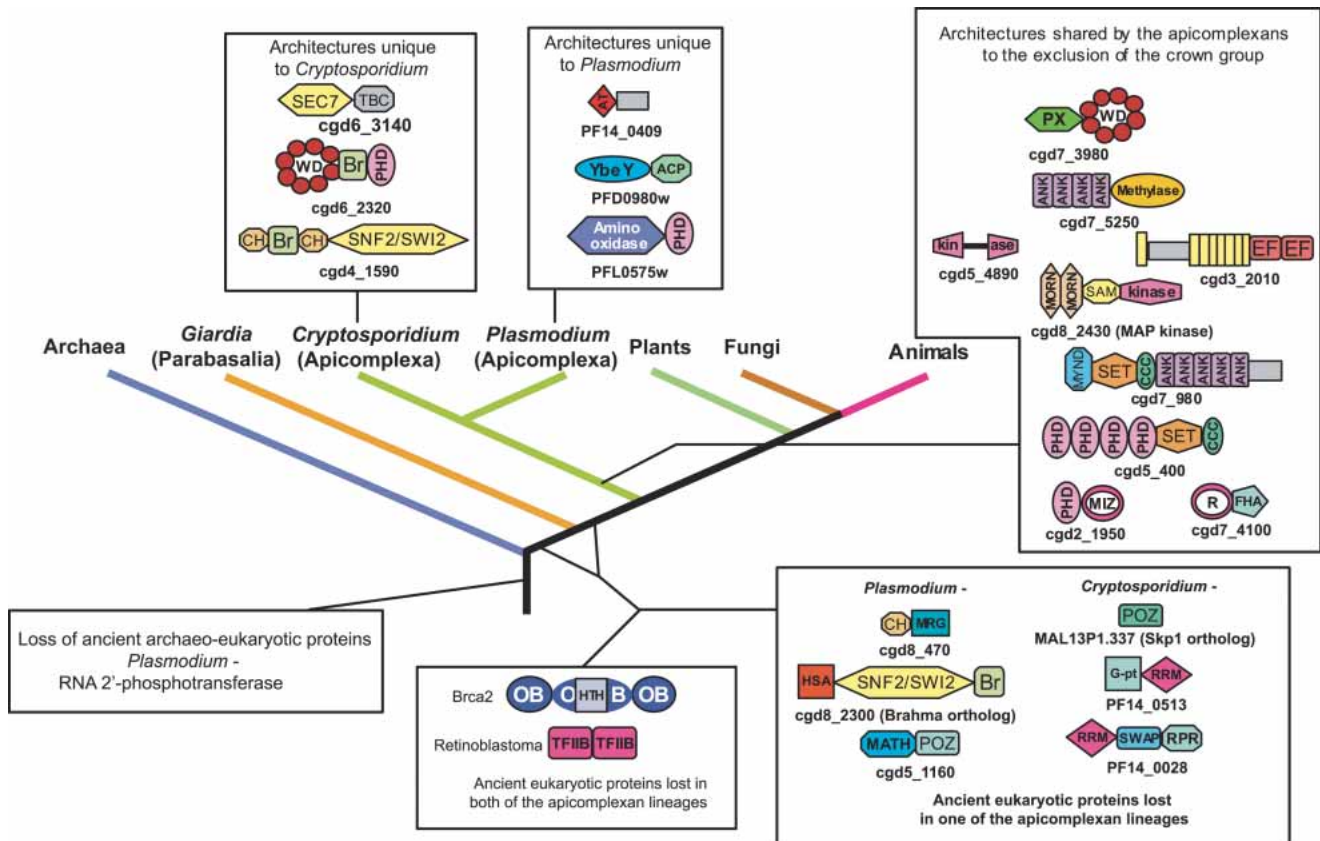 Architectures unique
to Cryptosporidium
SEC7 TBC
cgd6_3140
WD Br PHD
cgd6_2320
CH Br CH SNF2/SWI2
cgd4_1590
Architectures unique
to Plasmodium
AT
PF14_0409
YbeY ACP
PFD0980w
Amino
oxidase PHD
PFL0575w
Architectures shared by the apicomplexans
to the exclusion of the crown group
PX WD
cgd7_3980
ANK ANK ANK ANK Methylase
cgd7_5250
kin ase
cgd5_4890
EF EF
cgd3_2010
MORN MORN SAM kinase
cgd8_2430 (MAP kinase)
MYND SET CCC ANK ANK ANK ANK ANK
cgd7_980
PHD PHD PHD PHD SET CCC
cgd5_400
PHD MIZ
cgd2_1950
R FHA
cgd7_4100
Archaea
Giardia
(Parabasalia)
Cryptosporidium
(Apicomplexa)
Plasmodium
(Apicomplexa)
Plants
Fungi
Animals
Loss of ancient archaeo-eukaryotic proteins
Plasmodium -
RNA 2'-phosphotransferase
Brca2 OB O HTH B OB
Retinoblastoma TFIIB TFIIB
Ancient eukaryotic proteins lost in
both of the apicomplexan lineages
Plasmodium -
CH MRG
cgd8_470
HSA SNF2/SWI2 Br
cgd8_2300 (Brahma ortholog)
MATH POZ
cgd5_1160
Cryptosporidium -
POZ
MAL13P1.337 (Skp1 ortholog)
G-pt RRM
PF14_0513
RRM SWAP RPR
PF14_0028
Ancient eukaryotic proteins lost
in one of the apicomplexan lineages